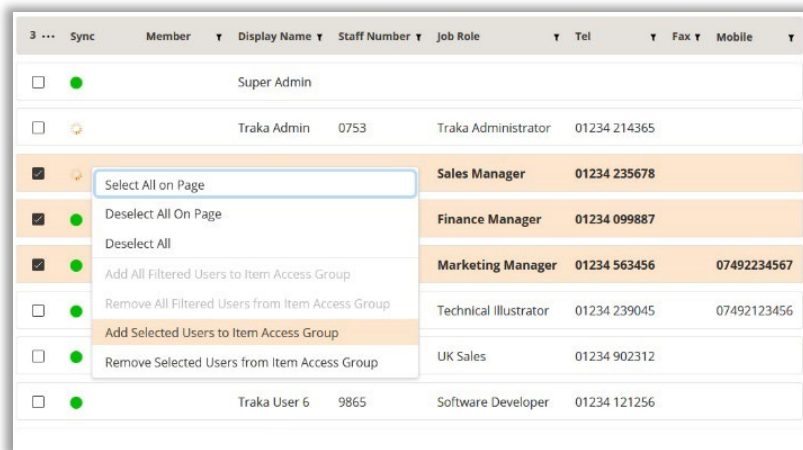 3 ... Sync Member Display Name Staff Number Job Role Tel Fax Mobile
Super Admin
Traka Admin 0753 Traka Administrator 01234 214365
Sales Manager 01234 235678
Select All on Page
Deselect All On Page
Finance Manager 01234 099887
Deselect All
Marketing Manager 01234 563456 07492234567
Add All Filtered Users to Item Access Group
Remove All Filtered Users from Item Access Group
Technical Illustrator 01234 239045 07492123456
Add Selected Users to Item Access Group
UK Sales 01234 902312
Remove Selected Users from Item Access Group
Traka User 6 9865 Software Developer 01234 121256